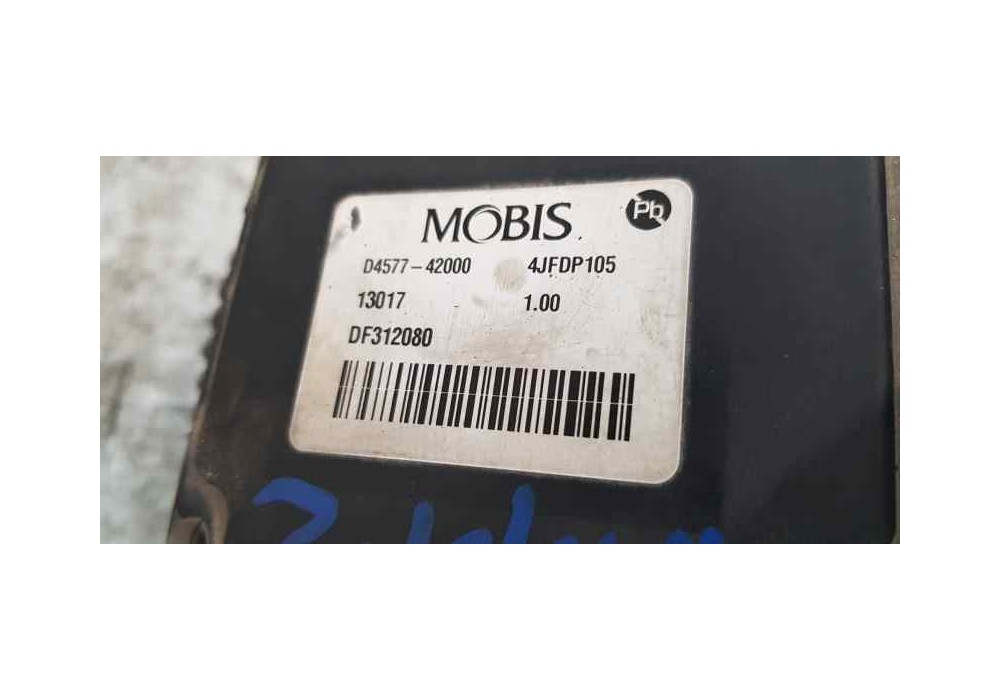 MOBIS
Pb
D4577-42000 4JFDP105
13017 - 1.00
DF312080